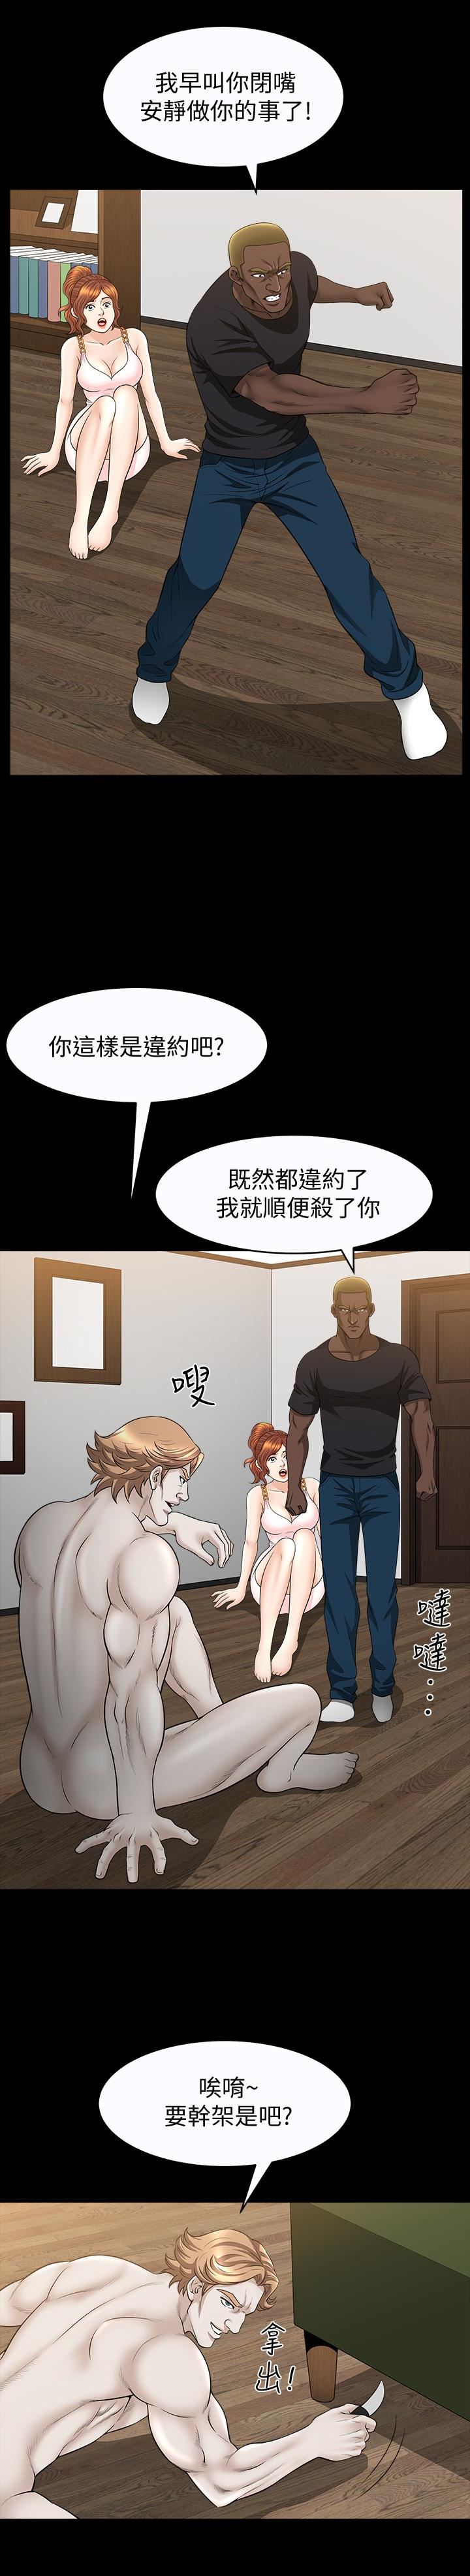 我早叫你閉嘴
安靜做你的事了!
你這樣是違約吧?
既然都違約了
我就順便殺了你
嗖
噠
噠
...
唉唷~
要幹架是吧?
拿
出!